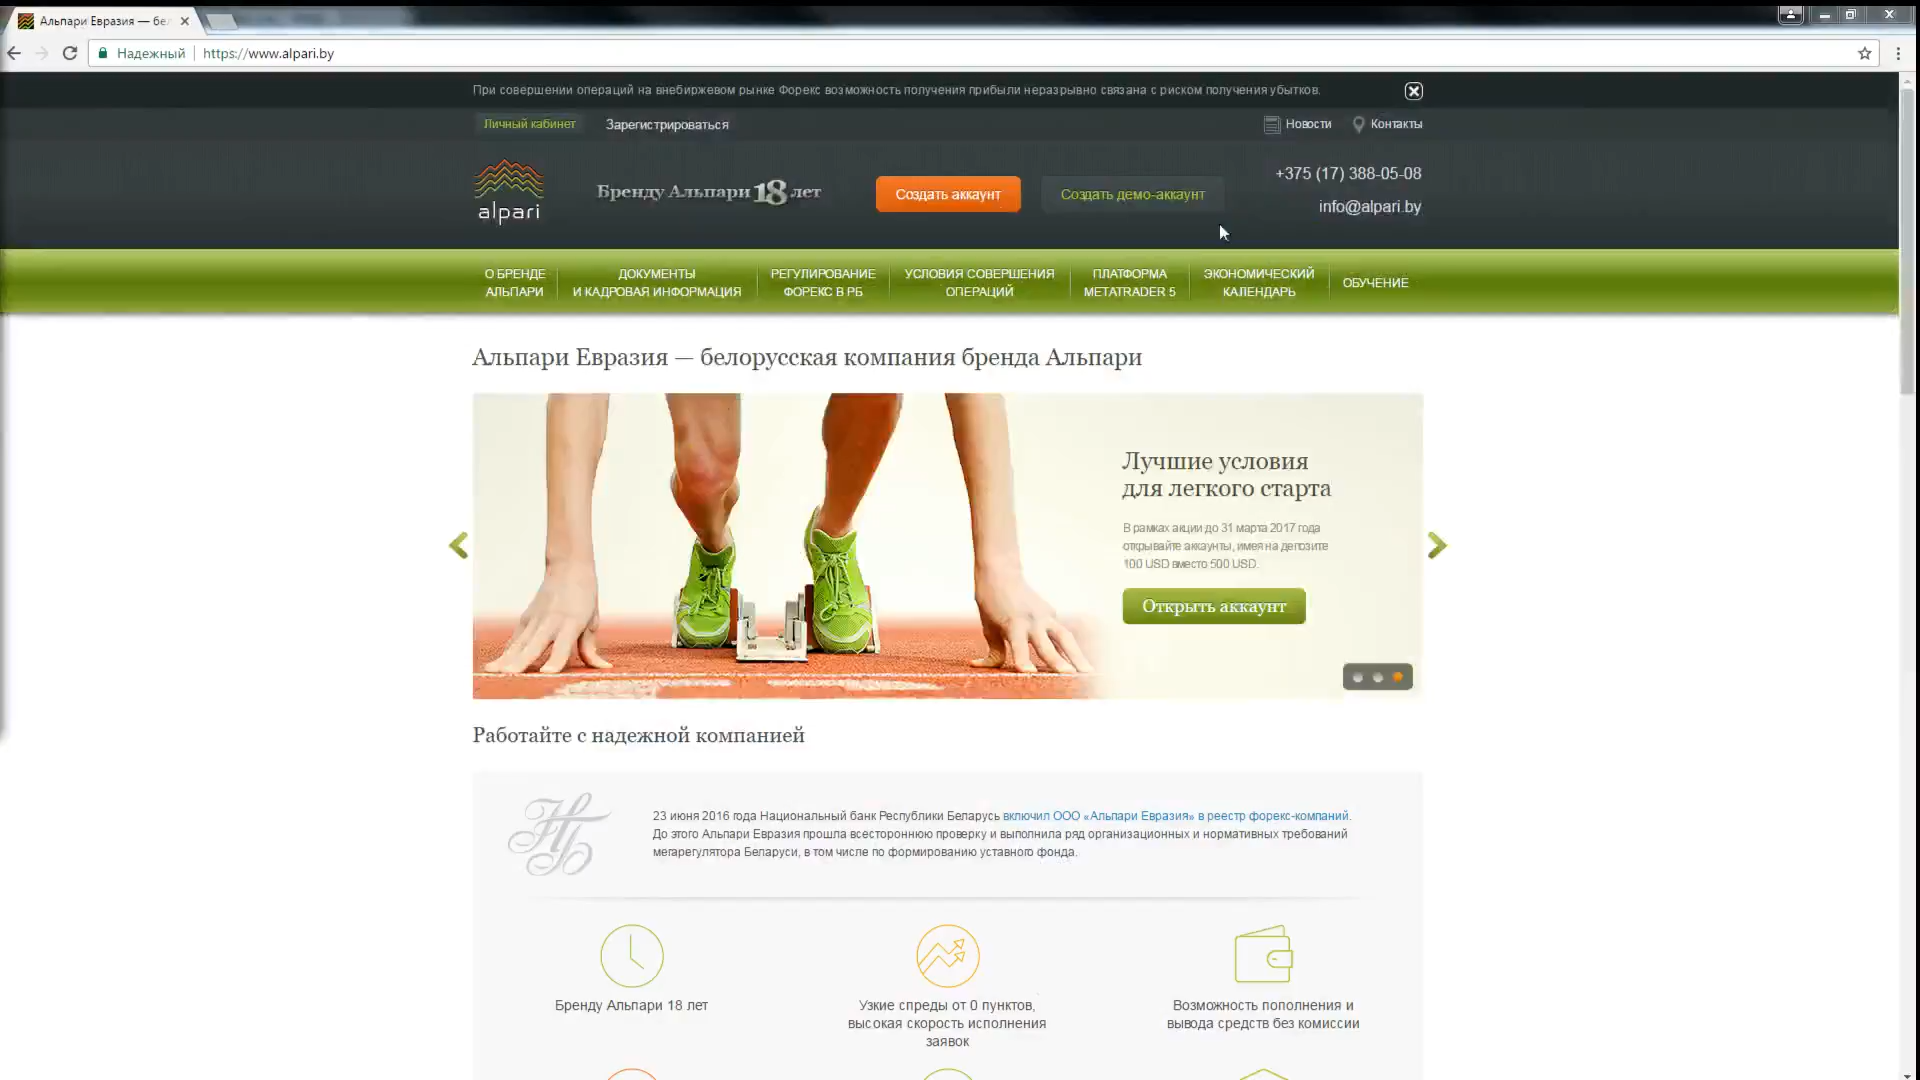 Альпари Евразия — бел
Надежный
https://www.alpari.by
При совершении операций на внебиржевом рынке Форекс возможность получения прибыли неразрывно связана с риском получения убытков.
Личный кабинет
Зарегистрироваться
Новости
Контакты
alpari
Бренду Альпари 18 лет
Создать аккаунт
Создать демо-аккаунт
+375 (17) 388-05-08
info@alpari.by
О БРЕНДЕ
АЛЬПАРИ
ДОКУМЕНТЫ
И КАДРОВАЯ ИНФОРМАЦИЯ
РЕГУЛИРОВАНИЕ
ФОРЕКС В РБ
УСЛОВИЯ СОВЕРШЕНИЯ
ОПЕРАЦИЙ
ПЛАТФОРМА
METATRADER 5
ЭКОНОМИЧЕСКИЙ
КАЛЕНДАРЬ
ОБУЧЕНИЕ
Альпари Евразия — белорусская компания бренда Альпари
Лучшие условия
для легкого старта
В рамках акции до 31 марта 2017 года
открывайте аккаунты, имея на депозите
100 USD вместо 500 USD.
Открыть аккаунт
Работайте с надежной компанией
23 июня 2016 года Национальный банк Республики Беларусь включил ООО «Альпари Евразия» в реестр форекс-компаний.
До этого Альпари Евразия прошла всестороннюю проверку и выполнила ряд организационных и нормативных требований
мегарегулятора Беларуси, в том числе по формированию уставного фонда.
Бренду Альпари 18 лет
Узкие спреды от 0 пунктов,
высокая скорость исполнения
заявок
Возможность пополнения и
вывода средств без комиссии